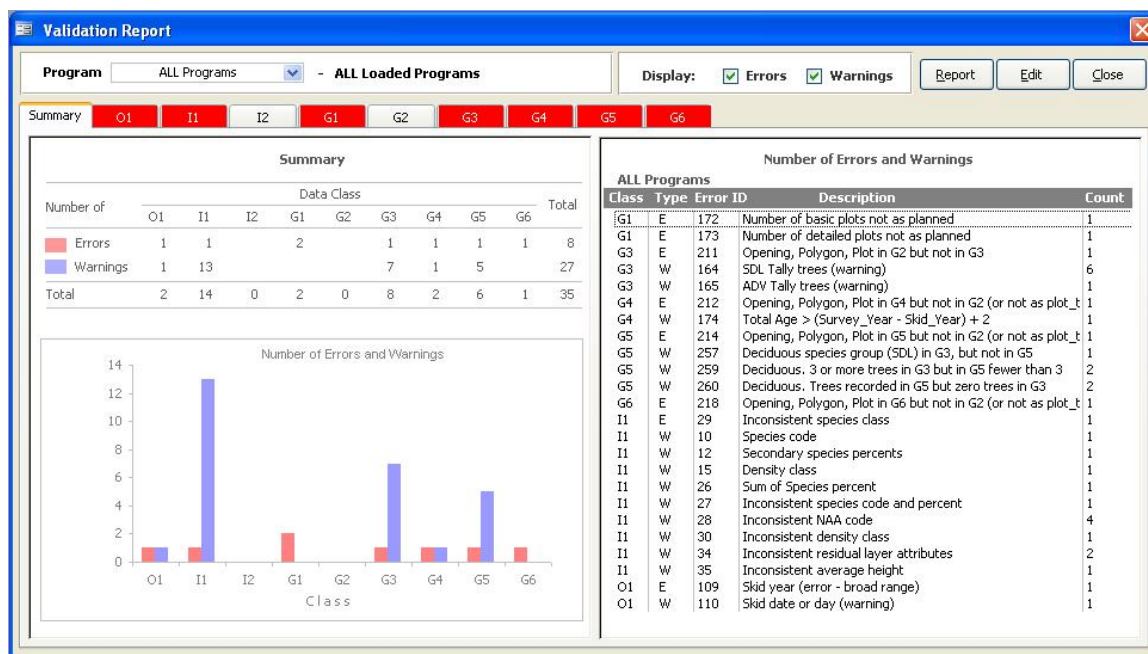 Validation Report
Program ALL Programs - ALL Loaded Programs Display: Errors Warnings Report Edit Close
Summary O1 I1 I2 G1 G2 G3 G4 G5 G6
Summary
Data Class
Number of O1 I1 I2 G1 G2 G3 G4 G5 G6 Total
Errors 1 1 2 1 1 1 1 8
Warnings 1 13 7 1 5 27
Total 2 14 0 2 0 8 2 6 1 35
Number of Errors and Warnings
14
12
10
8
6
4
2
0
O1 I1 I2 G1 G2 G3 G4 G5 G6
Class
Number of Errors and Warnings
ALL Programs
Class Type Error ID Description Count
G1 E 172 Number of basic plots not as planned 1
G1 E 173 Number of detailed plots not as planned 1
G3 E 211 Opening, Polygon, Plot in G2 but not in G3 1
G3 W 164 SDL Tally trees (warning) 6
G3 W 165 ADV Tally trees (warning) 1
G4 E 212 Opening, Polygon, Plot in G4 but not in G2 (or not as plot_t 1
G4 W 174 Total Age > (Survey_Year - Skid_Year) + 2 1
G5 E 214 Opening, Polygon, Plot in G5 but not in G2 (or not as plot_t 1
G5 W 257 Deciduous species group (SDL) in G3, but not in G5 1
G5 W 259 Deciduous. 3 or more trees in G3 but in G5 fewer than 3 2
G5 W 260 Deciduous. Trees recorded in G5 but zero trees in G3 2
G6 E 218 Opening, Polygon, Plot in G6 but not in G2 (or not as plot_t 1
I1 E 29 Inconsistent species class 1
I1 W 10 Species code 1
I1 W 12 Secondary species percents 1
I1 W 15 Density class 1
I1 W 26 Sum of Species percent 1
I1 W 27 Inconsistent species code and percent 1
I1 W 28 Inconsistent NAA code 4
I1 W 30 Inconsistent density class 1
I1 W 34 Inconsistent residual layer attributes 2
I1 W 35 Inconsistent average height 1
O1 E 109 Skid year (error - broad range) 1
O1 W 110 Skid date or day (warning) 1